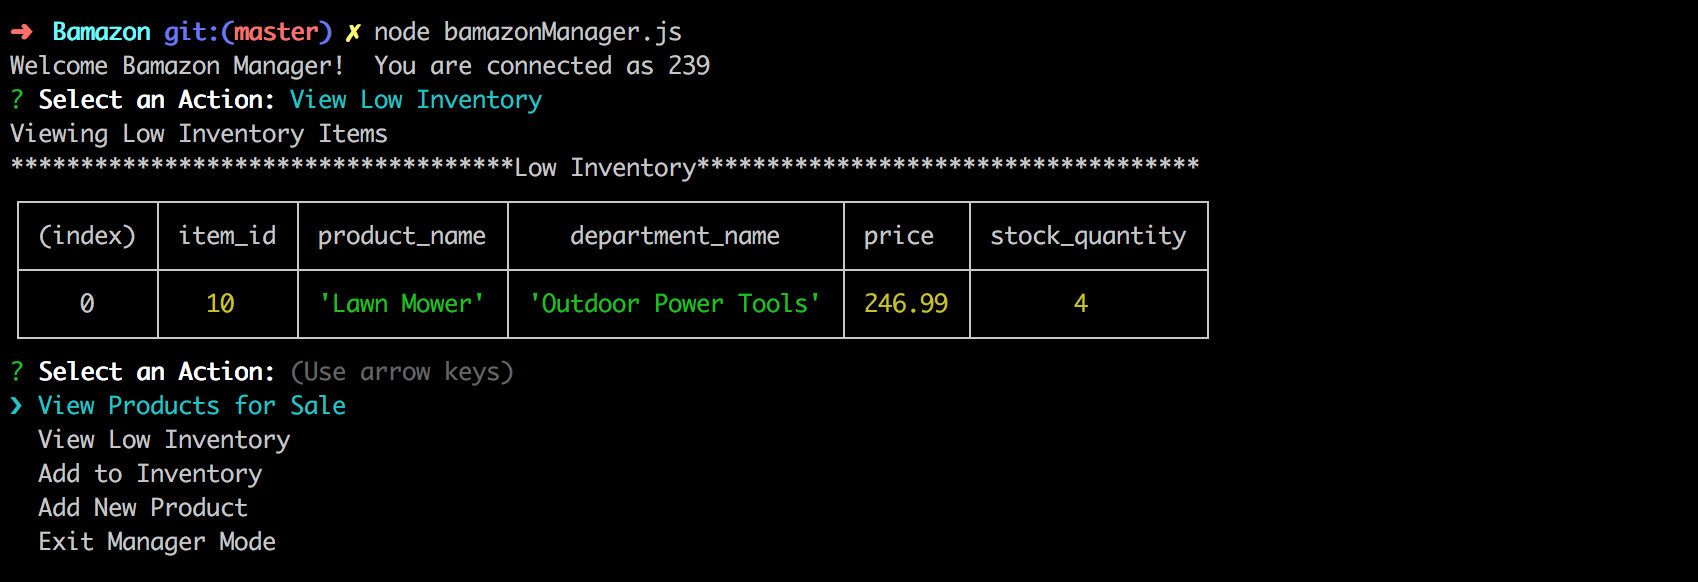 ➜ Bamazon git:(master) ✗ node bamazonManager.js
Welcome Bamazon Manager!  You are connected as 239
? Select an Action: View Low Inventory
Viewing Low Inventory Items
************************************Low Inventory************************************
(index) item_id product_name department_name price stock_quantity
0 10 'Lawn Mower' 'Outdoor Power Tools' 246.99 4
? Select an Action: (Use arrow keys)
❯ View Products for Sale
View Low Inventory
Add to Inventory
Add New Product
Exit Manager Mode